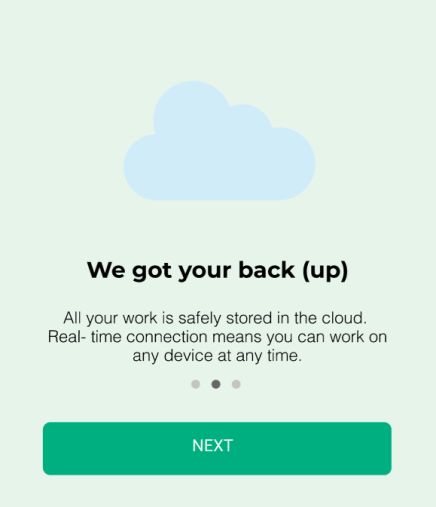 We got your back (up)
All your work is safely stored in the cloud.
Real- time connection means you can work on
any device at any time.
NEXT